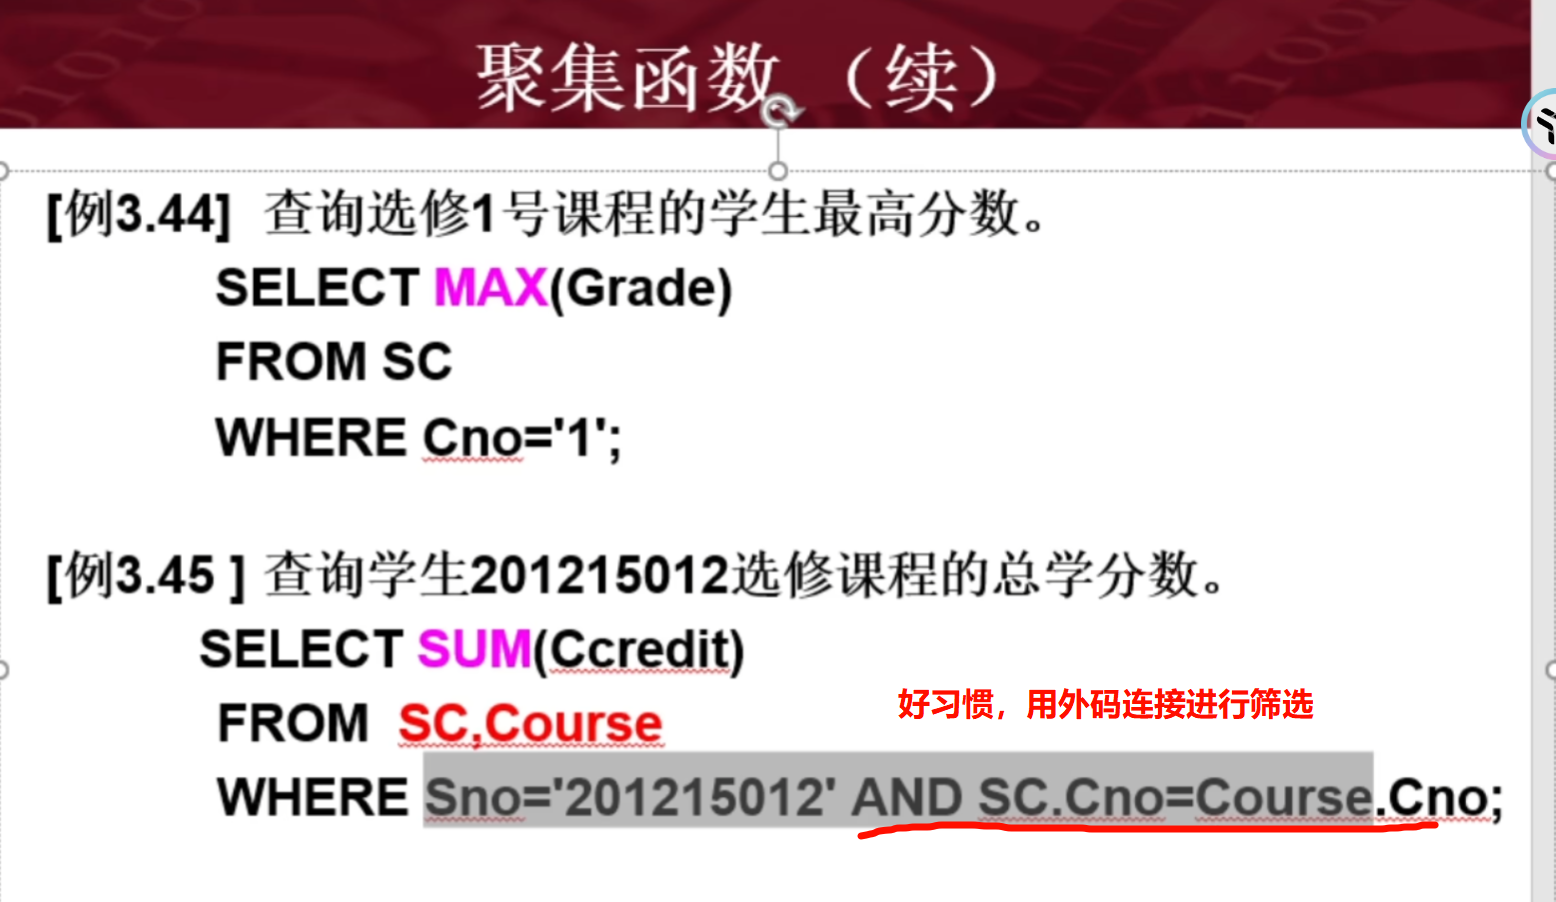 聚集函数 （续）
[例3.44] 查询选修1号课程的学生最高分数。
SELECT MAX(Grade)
FROM SC
WHERE Cno='1';
[例3.45 ] 查询学生201215012选修课程的总学分数。
SELECT SUM(Ccredit)
FROM SC,Course
好习惯，用外码连接进行筛选
WHERE Sno='201215012' AND SC.Cno=Course.Cno;